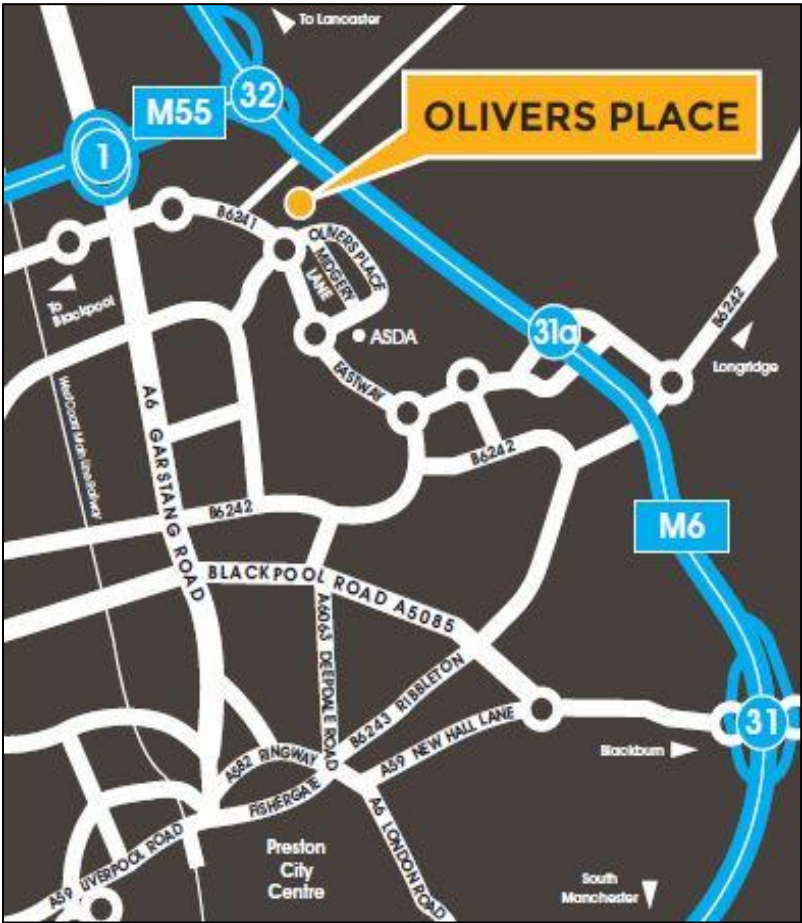 To Lancaster
32
M55
OLIVERS PLACE
1
B6241
OLIVERS PLACE
MIDGERY
LANE
To
Blackpool
B6242
31a
ASDA
Longridge
EASTWAY
West Coast Main Line Railway
A6 GARSTANG ROAD
B6242
B6242
M6
BLACKPOOL ROAD A5085
A6063 DEEPDALE ROAD
B6243 RIBBLETON
A59 NEW HALL LANE
31
Blackburn
A582 RINGWAY
FISHERGATE
A6 LONDON ROAD
A59 LIVERPOOL ROAD
Preston
City
Centre
South
Manchester